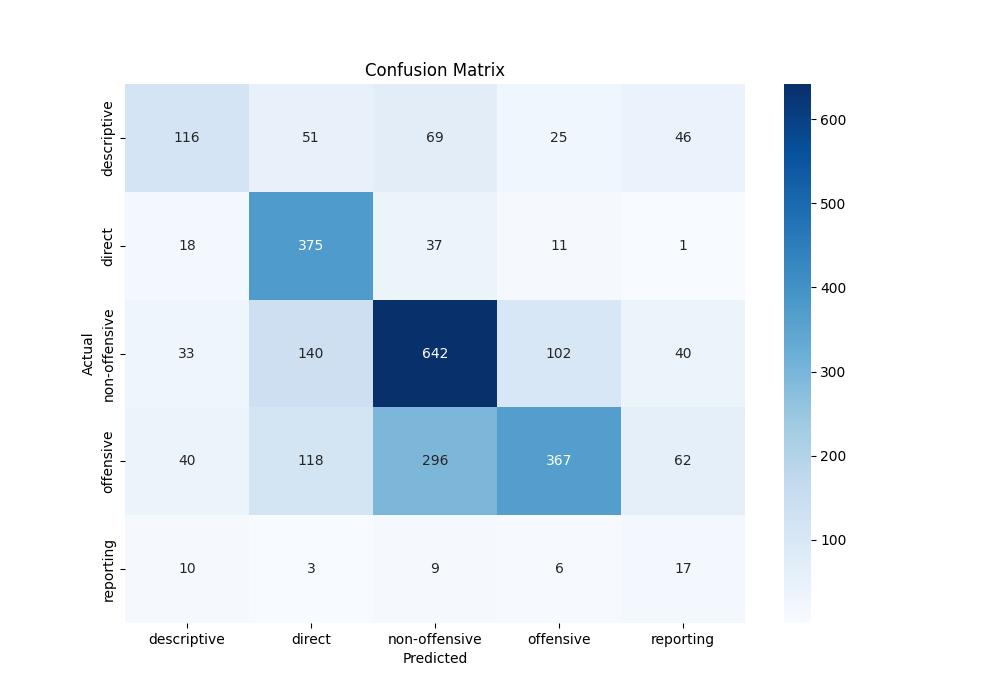 Confusion Matrix
descriptive 116 51 69 25 46
direct 18 375 37 11 1
non-offensive 33 140 642 102 40
offensive 40 118 296 367 62
reporting 10 3 9 6 17
Actual
descriptive direct non-offensive offensive reporting
Predicted
600
500
400
300
200
100